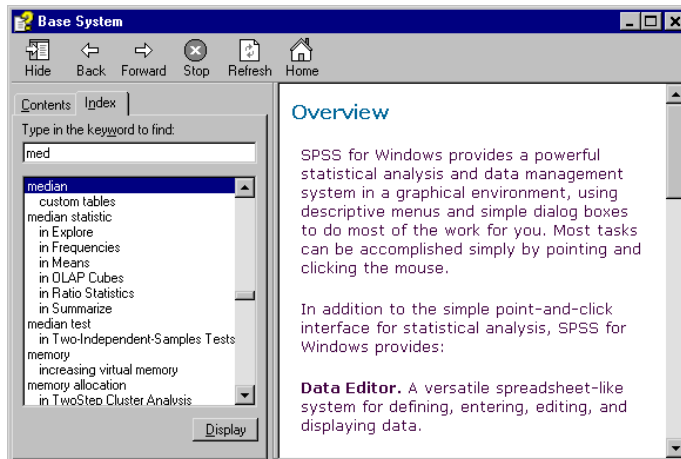 Base System
Hide Back Forward Stop Refresh Home
Contents Index
Type in the keyword to find:
med
median
custom tables
median statistic
in Explore
in Frequencies
in Means
in OLAP Cubes
in Ratio Statistics
in Summarize
median test
in Two-Independent-Samples Tests
memory
increasing virtual memory
memory allocation
in TwoStep Cluster Analysis
Display
Overview
SPSS for Windows provides a powerful
statistical analysis and data management
system in a graphical environment, using
descriptive menus and simple dialog boxes
to do most of the work for you. Most tasks
can be accomplished simply by pointing and
clicking the mouse.
In addition to the simple point-and-click
interface for statistical analysis, SPSS for
Windows provides:
Data Editor. A versatile spreadsheet-like
system for defining, entering, editing, and
displaying data.